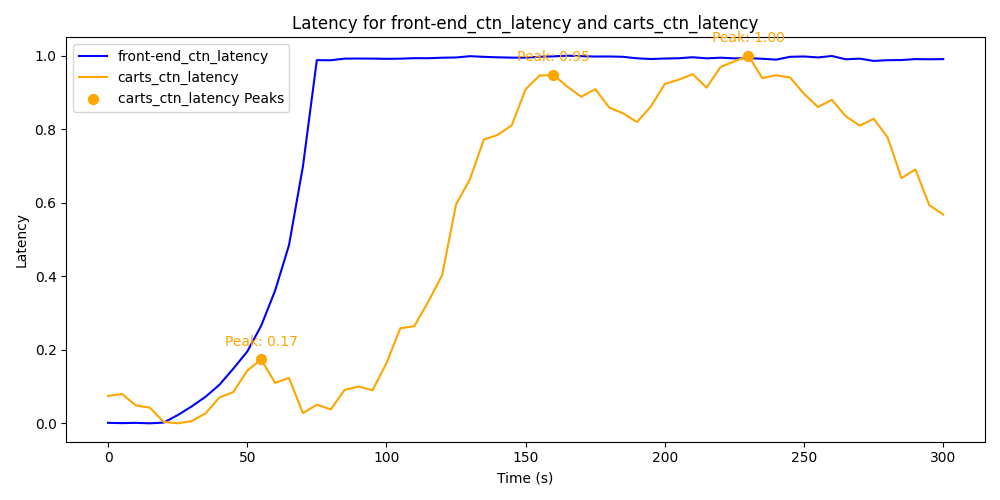 Latency for front-end_ctn_latency and carts_ctn_latency
Peak: 1.00
Peak: 0.95
Peak: 0.17
front-end_ctn_latency
carts_ctn_latency
carts_ctn_latency Peaks
Latency
1.0
0.8
0.6
0.4
0.2
0.0
0 50 100 150 200 250 300
Time (s)